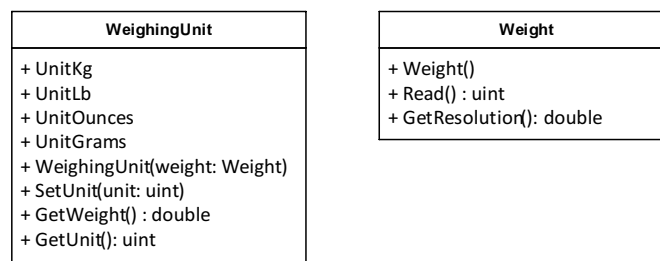 WeighingUnit
+ UnitKg
+ UnitLb
+ UnitOunces
+ UnitGrams
+ WeighingUnit(weight: Weight)
+ SetUnit(unit: uint)
+ GetWeight() : double
+ GetUnit(): uint
Weight
+ Weight()
+ Read() : uint
+ GetResolution(): double